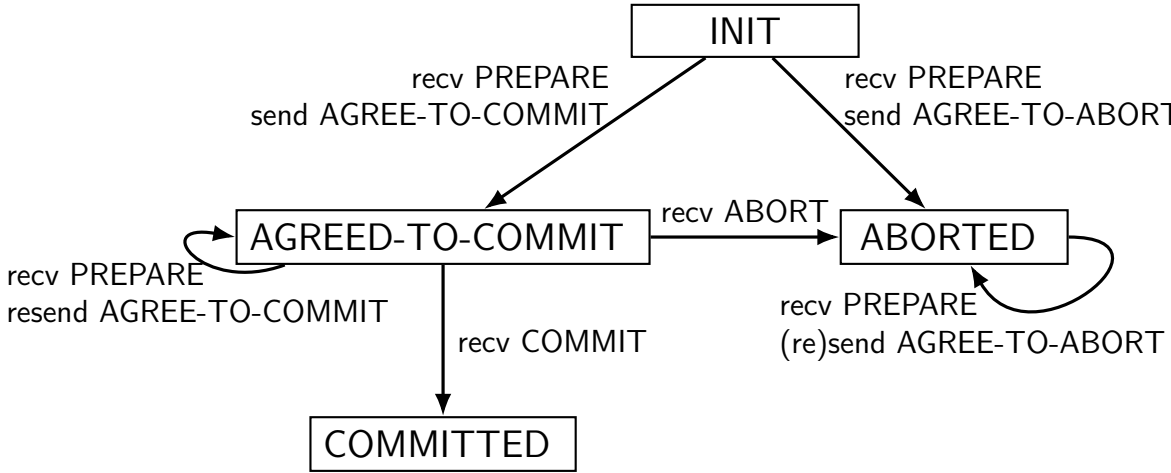 INIT
recv PREPARE
send AGREE-TO-COMMIT
recv PREPARE
send AGREE-TO-ABORT
AGREED-TO-COMMIT
recv ABORT
ABORTED
recv PREPARE
resend AGREE-TO-COMMIT
recv COMMIT
recv PREPARE
(re)send AGREE-TO-ABORT
COMMITTED